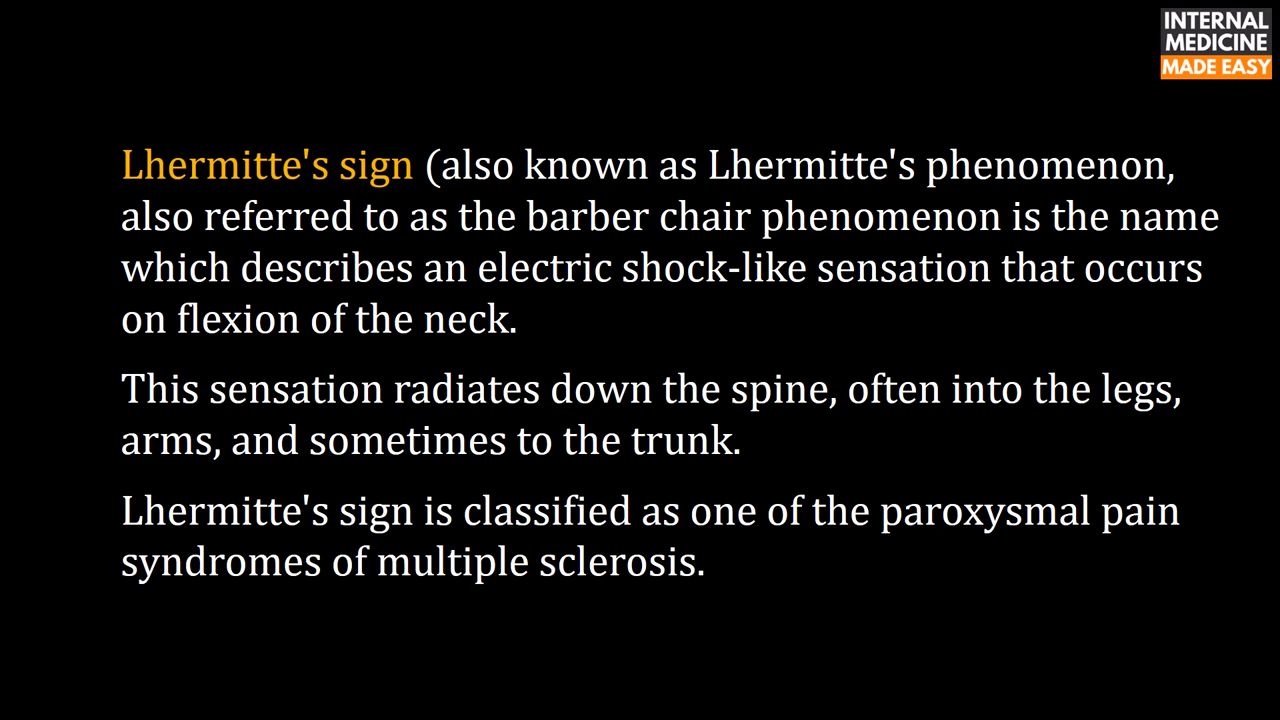 INTERNAL
MEDICINE
MADE EASY
Lhermitte's sign (also known as Lhermitte's phenomenon,
also referred to as the barber chair phenomenon is the name
which describes an electric shock-like sensation that occurs
on flexion of the neck.
This sensation radiates down the spine, often into the legs,
arms, and sometimes to the trunk.
Lhermitte's sign is classified as one of the paroxysmal pain
syndromes of multiple sclerosis.